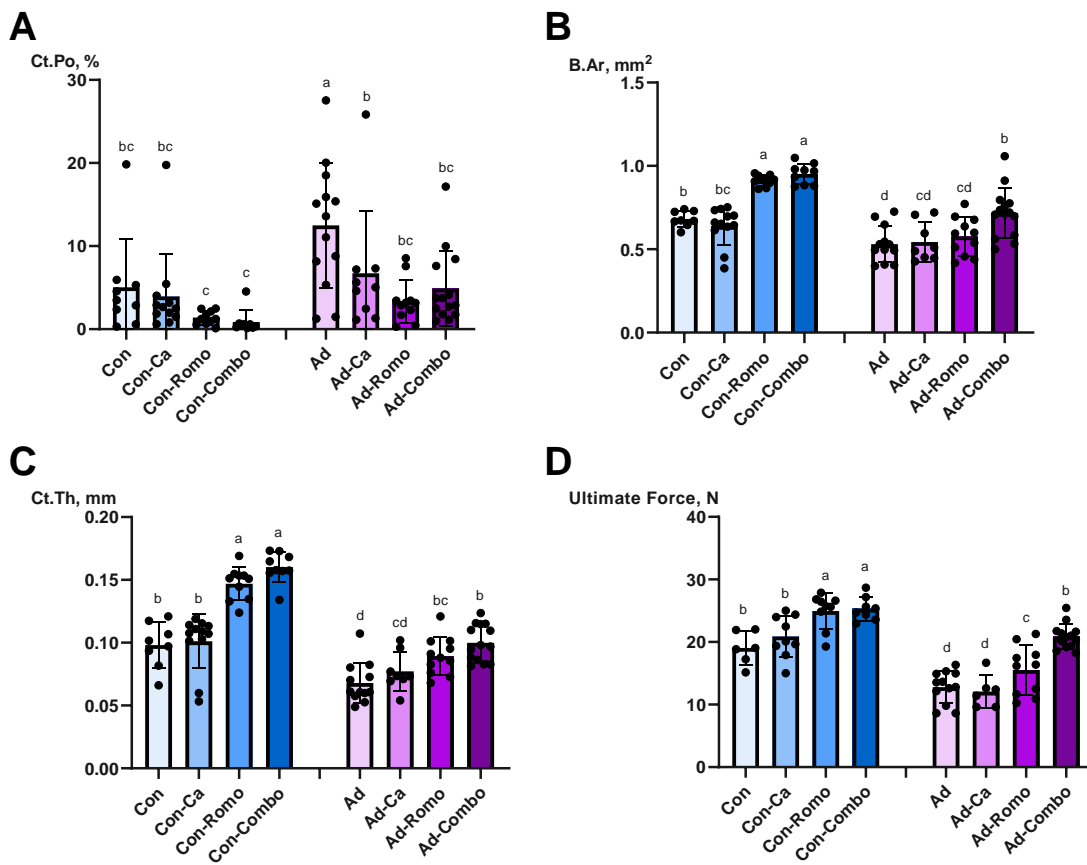 A
Ct.Po, %
30
20
10
0
bc
bc
c
c
a
b
bc
bc
Con
Con-Ca
Con-Romo
Con-Combo
Ad
Ad-Ca
Ad-Romo
Ad-Combo
B
B.Ar, mm²
1.5
1.0
0.5
0.0
b
bc
a
a
d
cd
cd
b
Con
Con-Ca
Con-Romo
Con-Combo
Ad
Ad-Ca
Ad-Romo
Ad-Combo
C
Ct.Th, mm
0.20
0.15
0.10
0.05
0.00
b
b
a
a
d
cd
bc
b
Con
Con-Ca
Con-Romo
Con-Combo
Ad
Ad-Ca
Ad-Romo
Ad-Combo
D
Ultimate Force, N
40
30
20
10
0
b
b
a
a
d
d
c
b
Con
Con-Ca
Con-Romo
Con-Combo
Ad
Ad-Ca
Ad-Romo
Ad-Combo